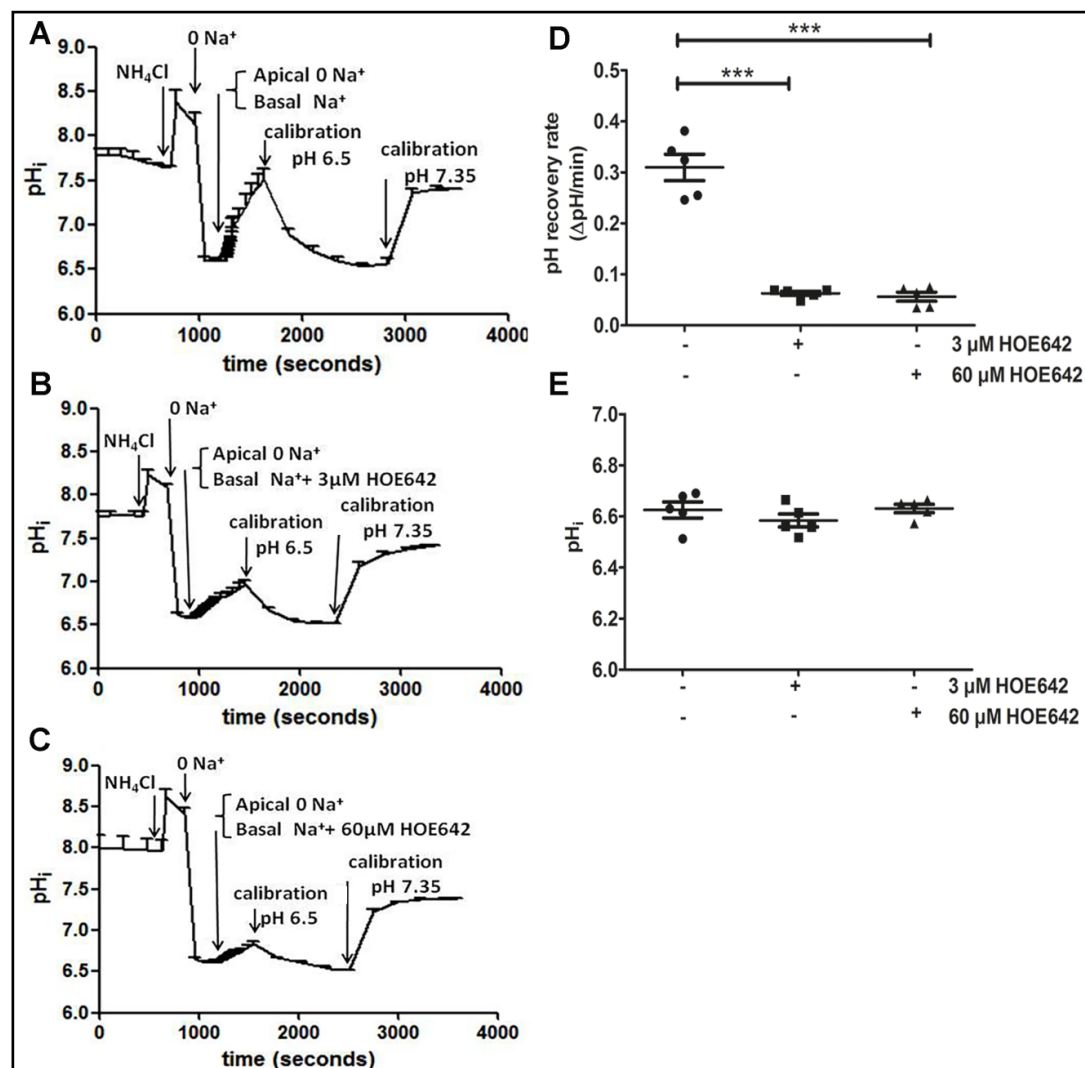 A
0 Na⁺
NH₄Cl
Apical 0 Na⁺
Basal Na⁺
calibration
pH 6.5
calibration
pH 7.35
9.0
8.5
8.0
7.5
7.0
6.5
6.0
pHᵢ
0 1000 2000 3000 4000
time (seconds)
B
0 Na⁺
NH₄Cl
Apical 0 Na⁺
Basal Na⁺+ 3µM HOE642
calibration
pH 6.5
calibration
pH 7.35
9.0
8.5
8.0
7.5
7.0
6.5
6.0
pHᵢ
0 1000 2000 3000 4000
time (seconds)
C
0 Na⁺
NH₄Cl
Apical 0 Na⁺
Basal Na⁺+ 60µM HOE642
calibration
pH 6.5
calibration
pH 7.35
9.0
8.5
8.0
7.5
7.0
6.5
6.0
pHᵢ
0 1000 2000 3000 4000
time (seconds)
D
***
***
0.5
0.4
0.3
0.2
0.1
0.0
pH recovery rate
(ΔpH/min)
- + - 3 µM HOE642
- - + 60 µM HOE642
E
7.0
6.8
6.6
6.4
6.2
6.0
pHᵢ
- + - 3 µM HOE642
- - + 60 µM HOE642